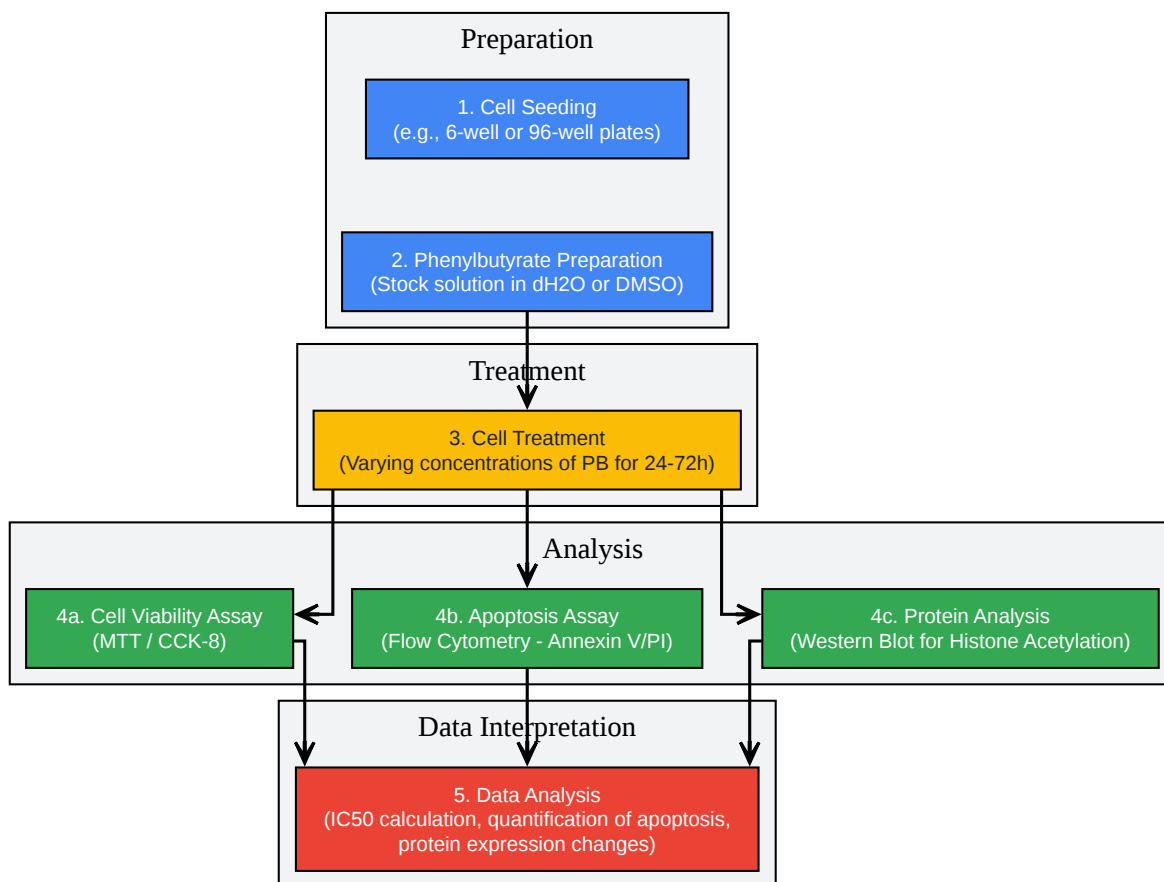 Preparation
1. Cell Seeding
(e.g., 6-well or 96-well plates)
2. Phenylbutyrate Preparation
(Stock solution in dH2O or DMSO)
Treatment
3. Cell Treatment
(Varying concentrations of PB for 24-72h)
Analysis
4a. Cell Viability Assay
(MTT / CCK-8)
4b. Apoptosis Assay
(Flow Cytometry - Annexin V/PI)
4c. Protein Analysis
(Western Blot for Histone Acetylation)
Data Interpretation
5. Data Analysis
(IC50 calculation, quantification of apoptosis,
protein expression changes)